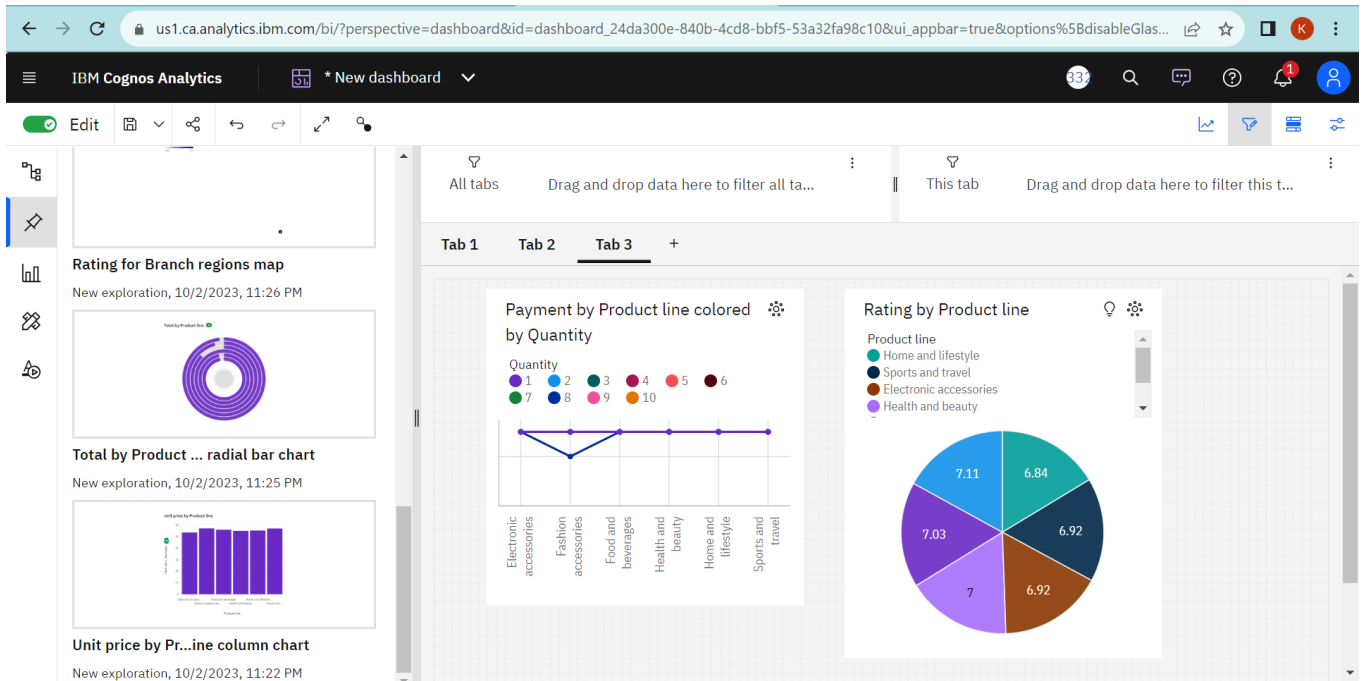 us1.ca.analytics.ibm.com/bi/?perspective=dashboard&id=dashboard_24da300e-840b-4cd8-bbf5-53a32fa98c10&ui_appbar=true&options%5BdisableGlas...
K
IBM Cognos Analytics
* New dashboard
332
1
Edit
All tabs
Drag and drop data here to filter all ta...
This tab
Drag and drop data here to filter this t...
Tab 1
Tab 2
Tab 3
+
Rating for Branch regions map
New exploration, 10/2/2023, 11:26 PM
Total by Product line
Total by Product ... radial bar chart
New exploration, 10/2/2023, 11:25 PM
Unit price by Product line
Product line
Unit price by Pr...ine column chart
New exploration, 10/2/2023, 11:22 PM
Payment by Product line colored
by Quantity
Quantity
1 2 3 4 5 6
7 8 9 10
Electronic
accessories
Fashion
accessories
Food and
beverages
Health and
beauty
Home and
lifestyle
Sports and
travel
Rating by Product line
Product line
Home and lifestyle
Sports and travel
Electronic accessories
Health and beauty
7.11
6.84
7.03
6.92
7
6.92